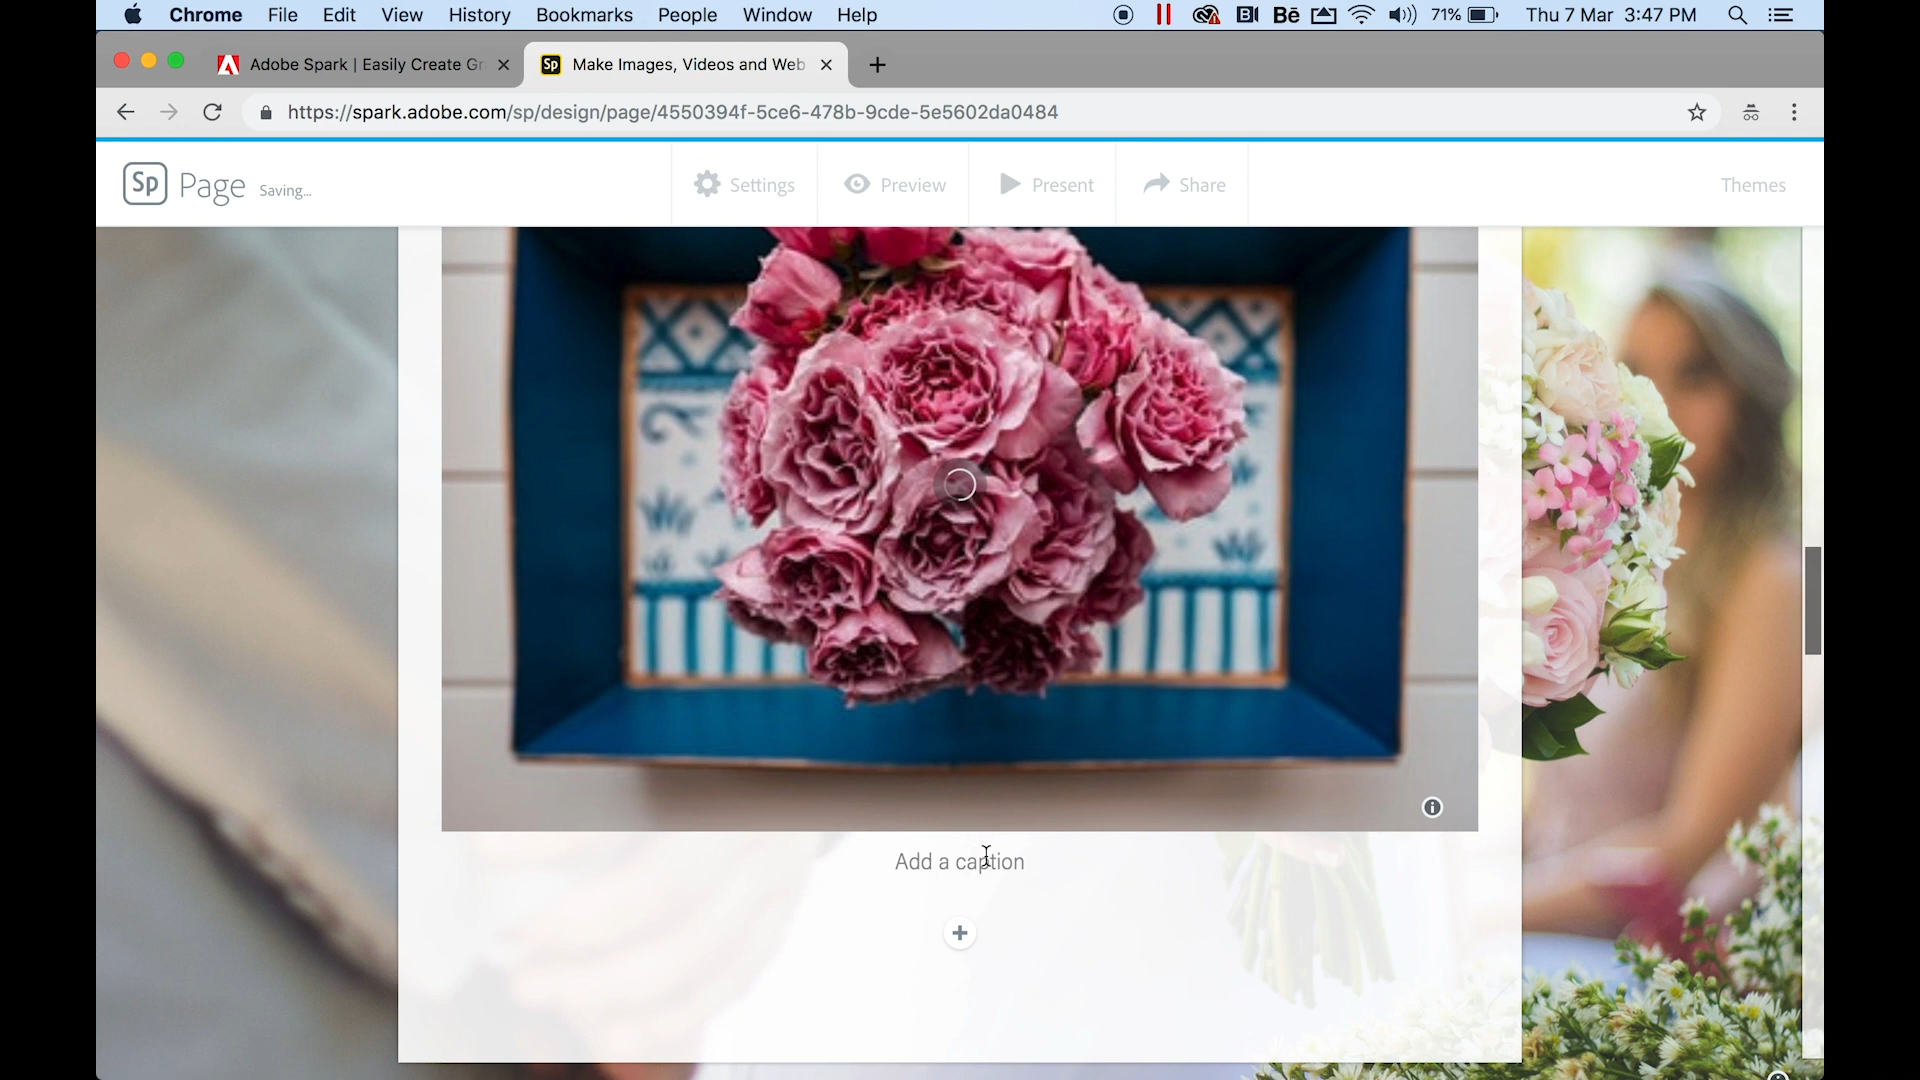 Chrome File Edit View History Bookmarks People Window Help Bē 71% Thu 7 Mar 3:47 PM
Adobe Spark | Easily Create Gr Sp Make Images, Videos and Web
https://spark.adobe.com/sp/design/page/4550394f-5ce6-478b-9cde-5e5602da0484
Sp Page Saving... Settings Preview Present Share Themes
Add a caption